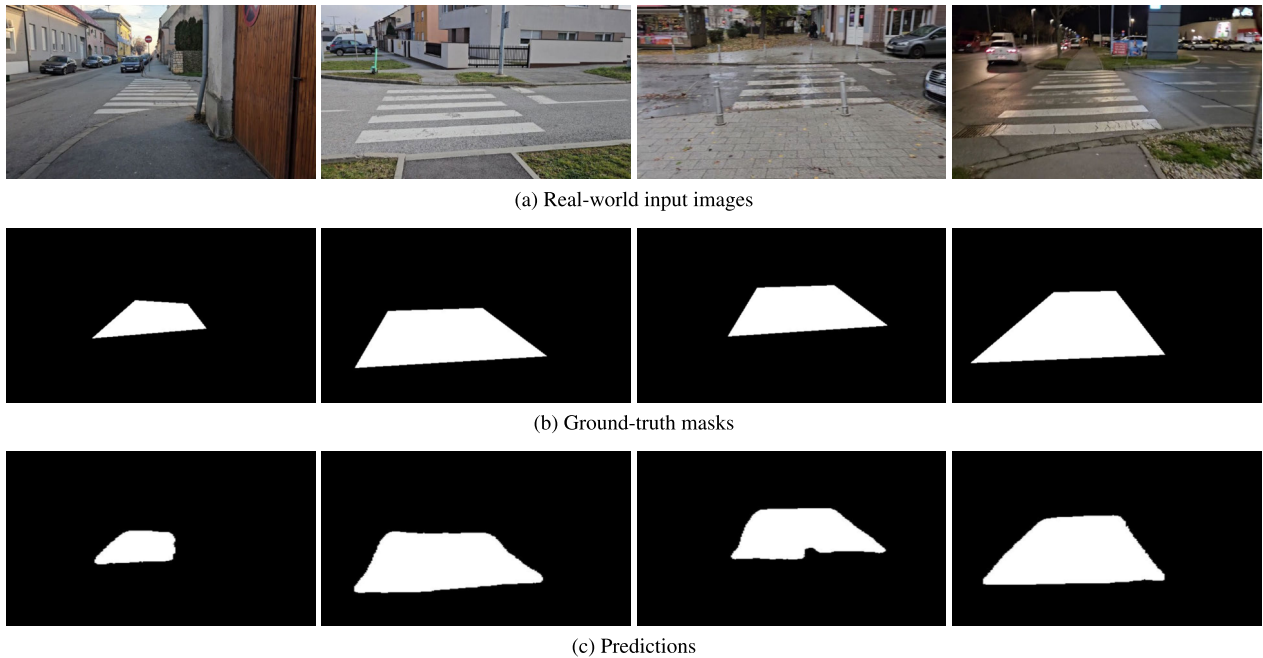 (a) Real-world input images
(b) Ground-truth masks
(c) Predictions